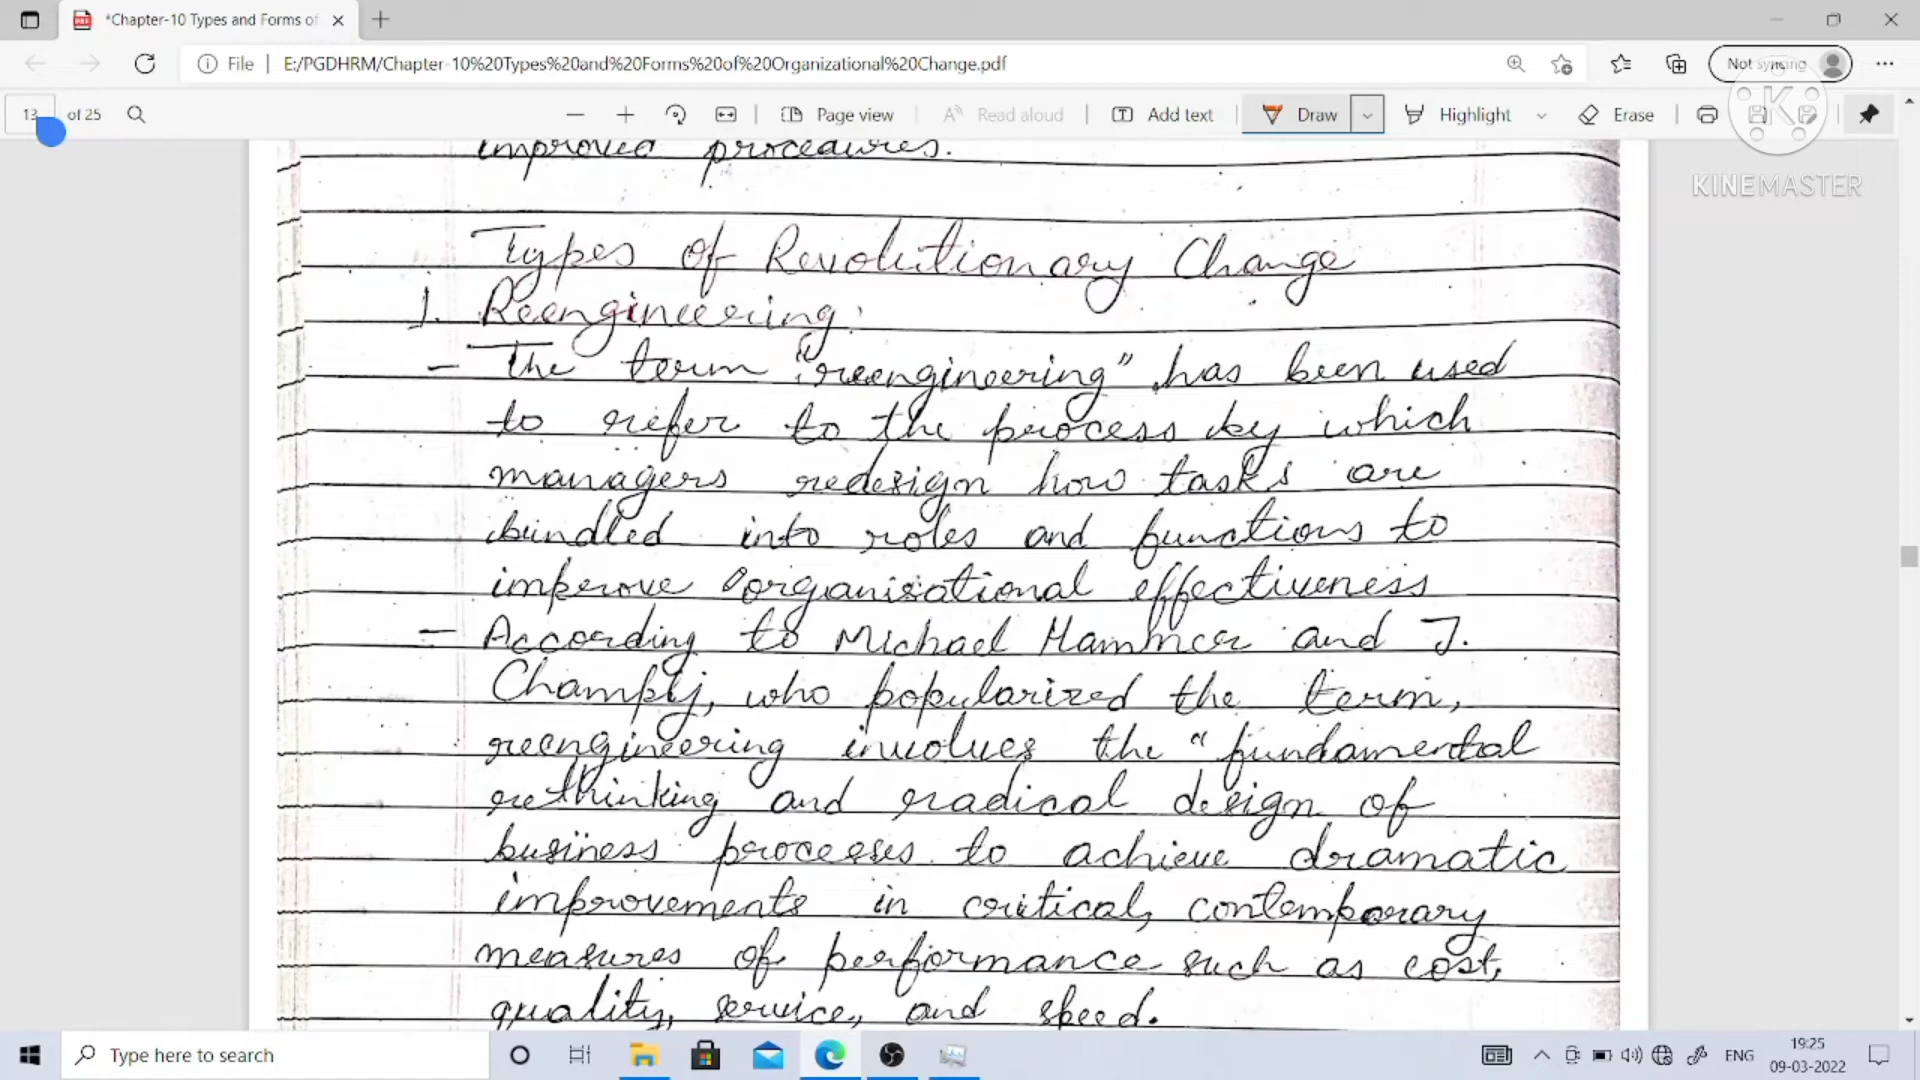 *Chapter-10 Types and Forms of
File
E:/PGDHRM/Chapter-10%20Types%20and%20Forms%20of%20Organizational%20Change.pdf
Not syncing
13 of 25
Page view
Read aloud
Add text
Draw
Highlight
Erase
KINEMASTER
improved procedures.
Types of Revolutionary Change
1. Reengineering:
- The term "reengineering" has been used
to refer to the process by which
managers redesign how tasks are
bundled into roles and functions to
improve organisational effectiveness
- According to Michael Hammer and J.
Champy, who popularized the term,
reengineering involves the "fundamental
rethinking and radical design of
business processes to achieve dramatic
improvements in critical, contemporary
measures of performance such as cost,
quality, service, and speed.
Type here to search
ENG
19:25
09-03-2022